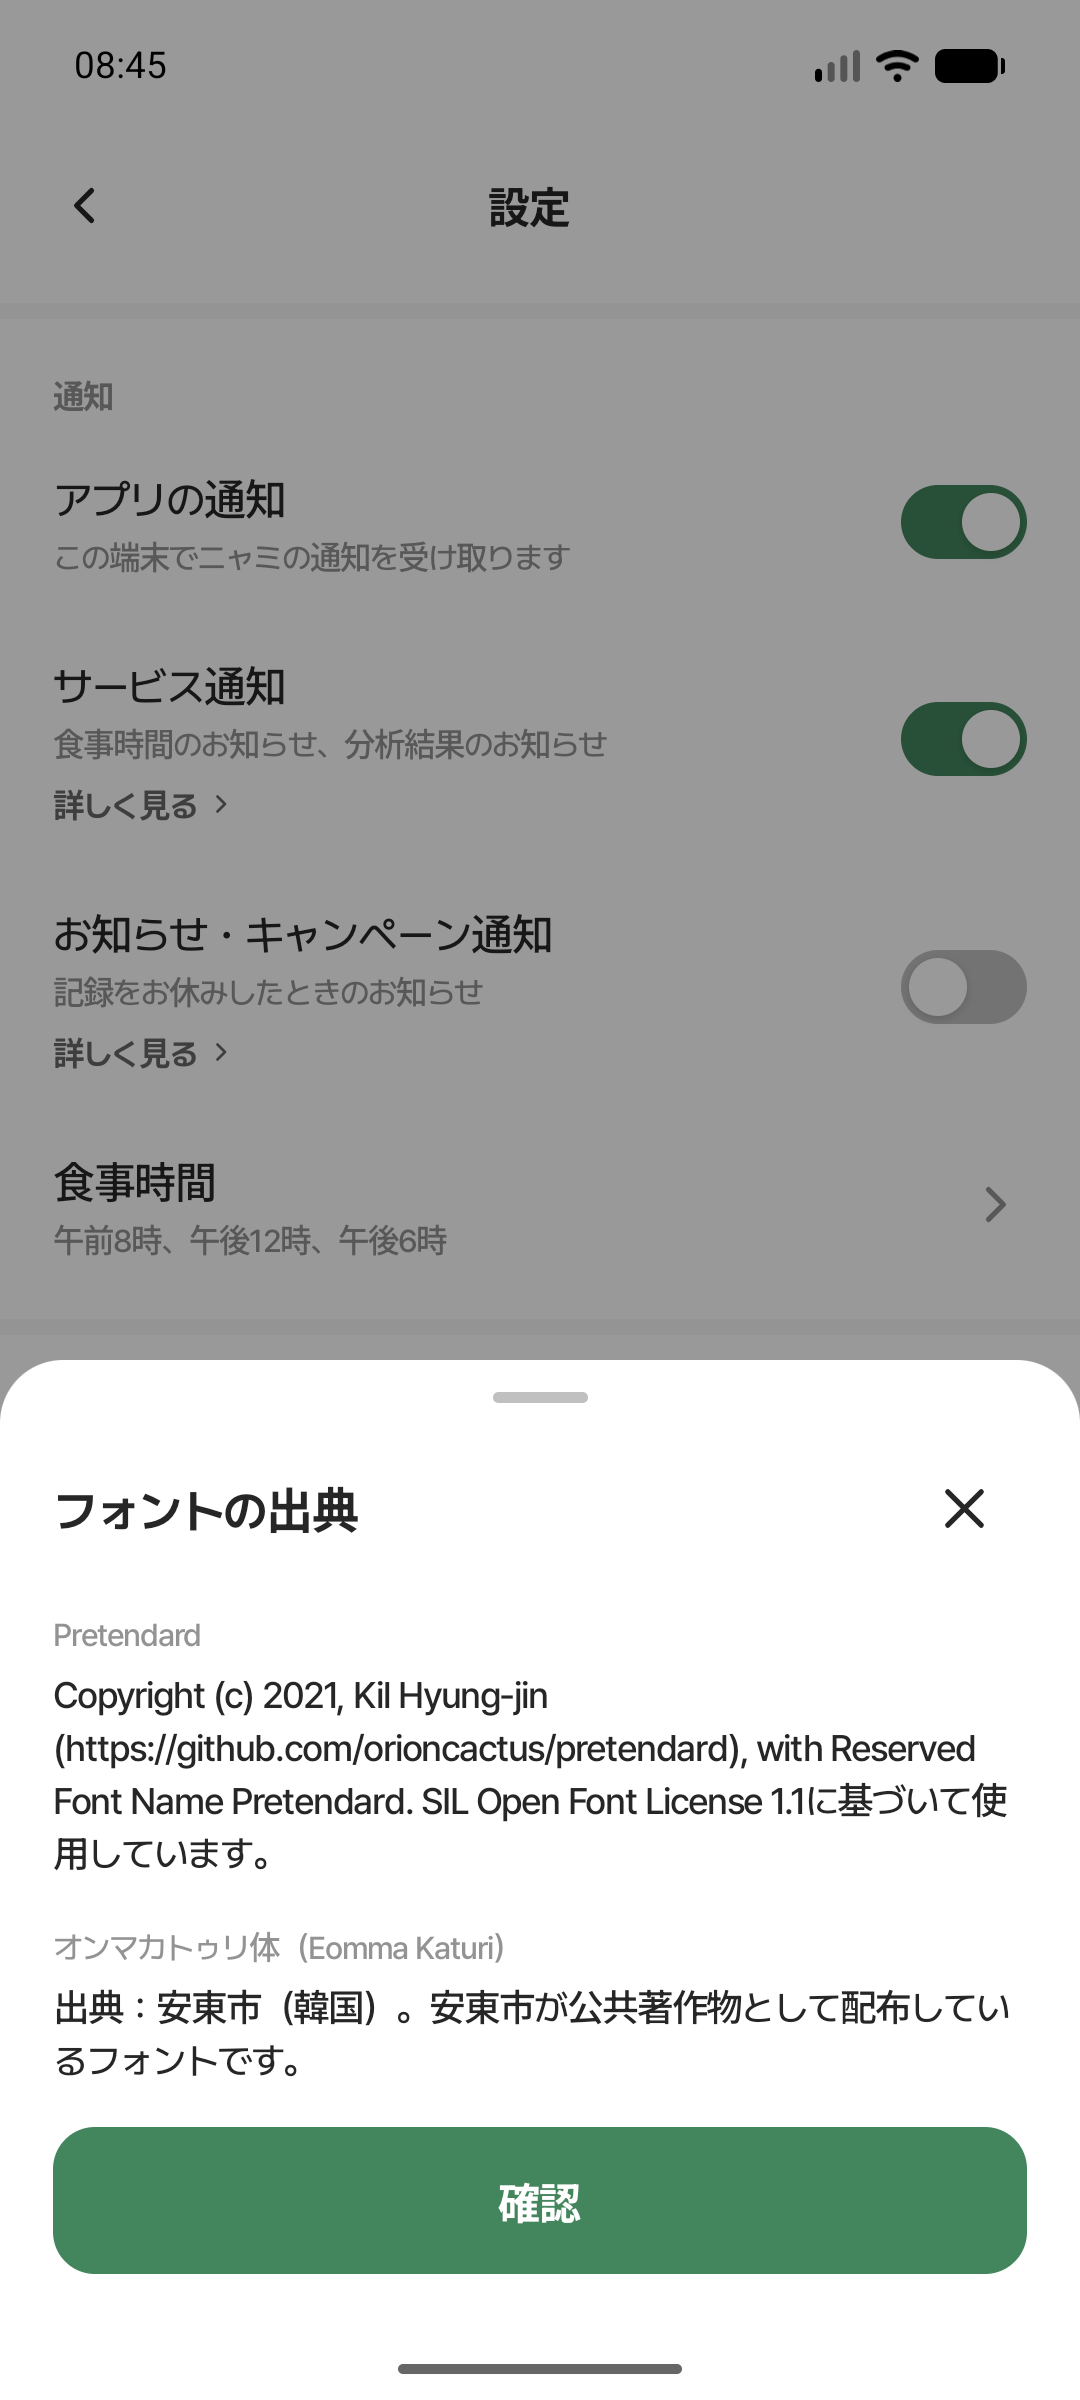 08:45
設定
通知
アプリの通知
この端末でニャミの通知を受け取ります
サービス通知
食事時間のお知らせ、分析結果のお知らせ
詳しく見る
お知らせ・キャンペーン通知
記録をお休みしたときのお知らせ
詳しく見る
食事時間
午前8時、午後12時、午後6時
フォントの出典
Pretendard
Copyright (c) 2021, Kil Hyung-jin
(https://github.com/orioncactus/pretendard), with Reserved
Font Name Pretendard. SIL Open Font License 1.1に基づいて使
用しています。
オンマカトゥリ体（Eomma Katuri）
出典：安東市（韓国）。安東市が公共著作物として配布してい
るフォントです。
確認